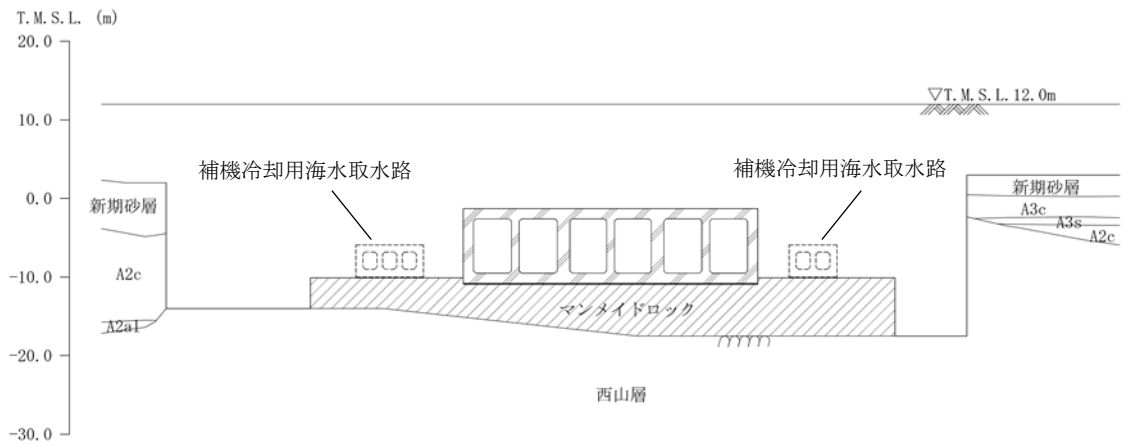 T.M.S.L. (m)
20.0
▽T.M.S.L.12.0m
10.0
補機冷却用海水取水路
補機冷却用海水取水路
新期砂層
0.0
新期砂層
A3c
A3s
A2c
A2c
-10.0
マンメイドロック
A2a1
-20.0
西山層
-30.0